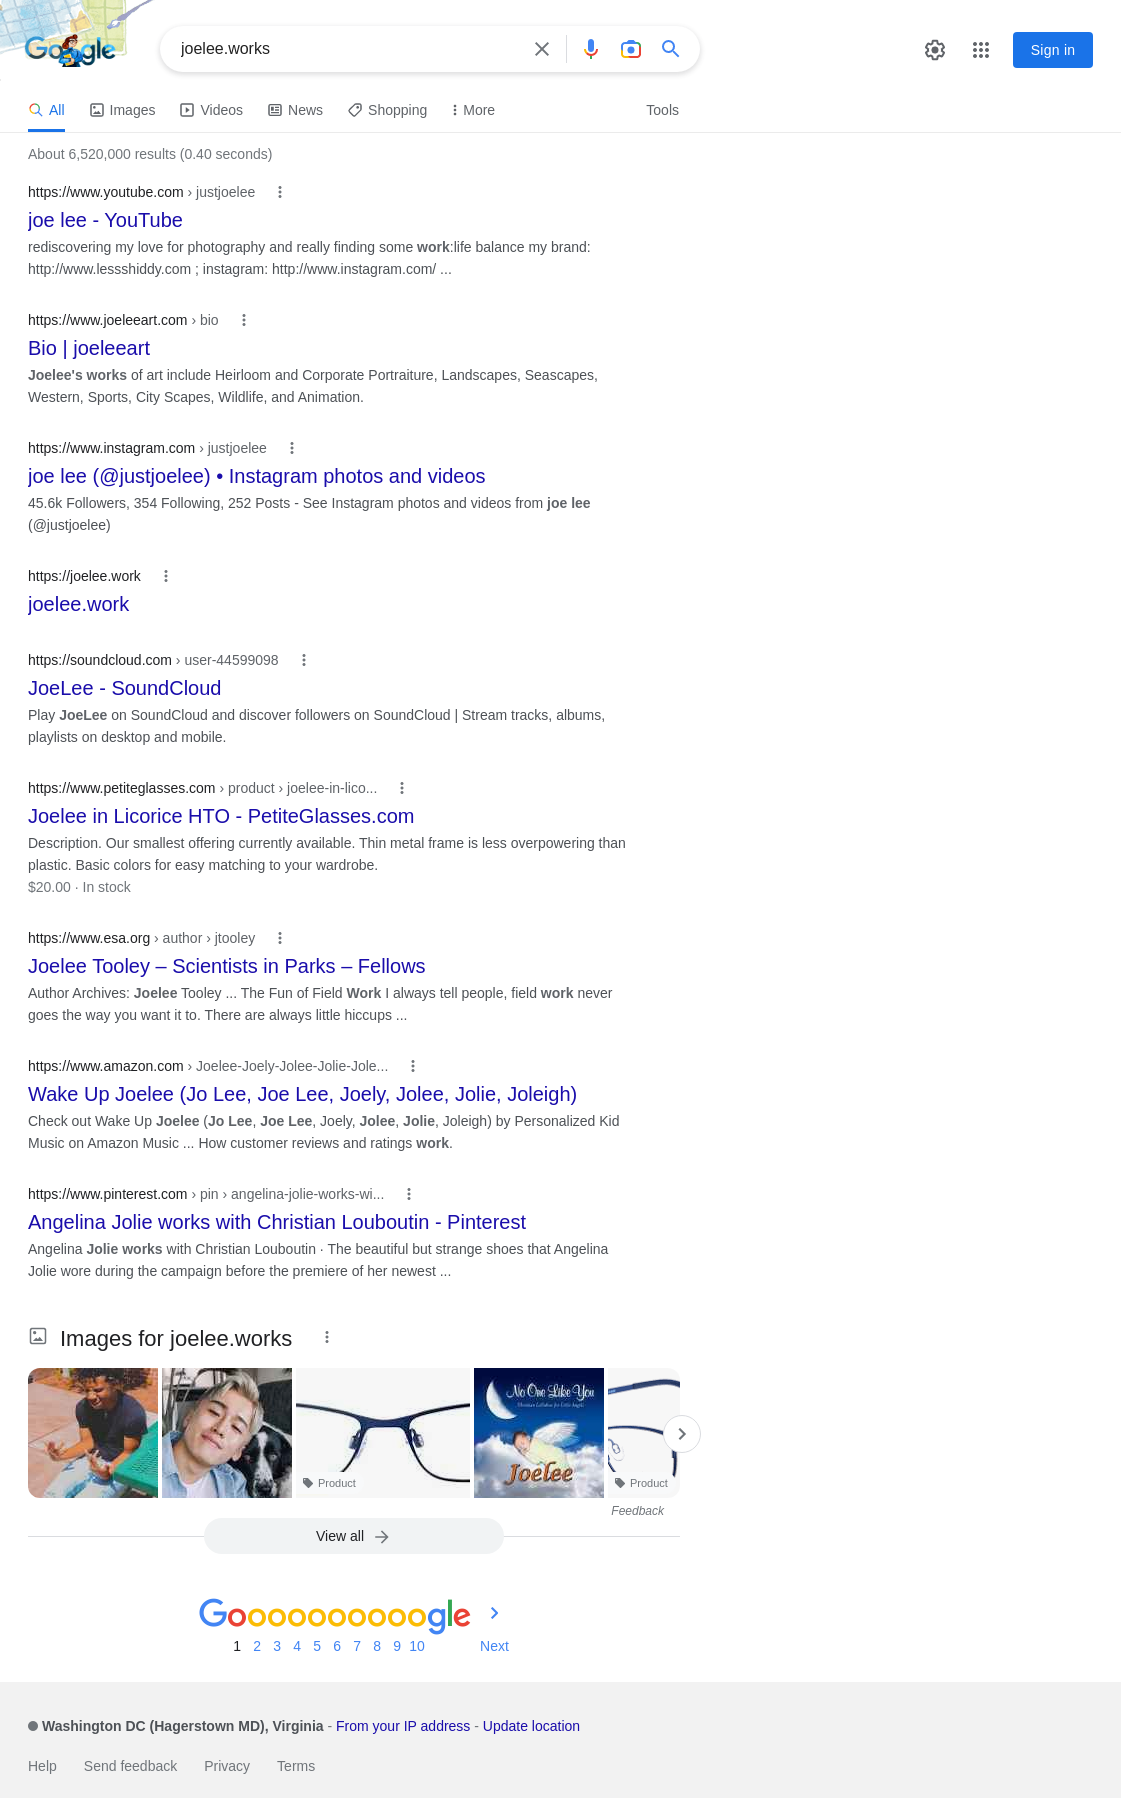 Google
joelee.works
Sign in
All Images Videos News Shopping More Tools
About 6,520,000 results (0.40 seconds)
https://www.youtube.com › justjoelee
joe lee - YouTube
rediscovering my love for photography and really finding some work:life balance my brand:
http://www.lessshiddy.com ; instagram: http://www.instagram.com/ ...
https://www.joeleeart.com › bio
Bio | joeleeart
Joelee's works of art include Heirloom and Corporate Portraiture, Landscapes, Seascapes,
Western, Sports, City Scapes, Wildlife, and Animation.
https://www.instagram.com › justjoelee
joe lee (@justjoelee) • Instagram photos and videos
45.6k Followers, 354 Following, 252 Posts - See Instagram photos and videos from joe lee
(@justjoelee)
https://joelee.work
joelee.work
https://soundcloud.com › user-44599098
JoeLee - SoundCloud
Play JoeLee on SoundCloud and discover followers on SoundCloud | Stream tracks, albums,
playlists on desktop and mobile.
https://www.petiteglasses.com › product › joelee-in-lico...
Joelee in Licorice HTO - PetiteGlasses.com
Description. Our smallest offering currently available. Thin metal frame is less overpowering than
plastic. Basic colors for easy matching to your wardrobe.
$20.00 · In stock
https://www.esa.org › author › jtooley
Joelee Tooley – Scientists in Parks – Fellows
Author Archives: Joelee Tooley ... The Fun of Field Work I always tell people, field work never
goes the way you want it to. There are always little hiccups ...
https://www.amazon.com › Joelee-Joely-Jolee-Jolie-Jole...
Wake Up Joelee (Jo Lee, Joe Lee, Joely, Jolee, Jolie, Joleigh)
Check out Wake Up Joelee (Jo Lee, Joe Lee, Joely, Jolee, Jolie, Joleigh) by Personalized Kid
Music on Amazon Music ... How customer reviews and ratings work.
https://www.pinterest.com › pin › angelina-jolie-works-wi...
Angelina Jolie works with Christian Louboutin - Pinterest
Angelina Jolie works with Christian Louboutin · The beautiful but strange shoes that Angelina
Jolie wore during the campaign before the premiere of her newest ...
Images for joelee.works
No One Like You
Joelee
Product
Product
Feedback
View all
Goooooooooogle
1 2 3 4 5 6 7 8 9 10 Next
Washington DC (Hagerstown MD), Virginia - From your IP address - Update location
Help Send feedback Privacy Terms